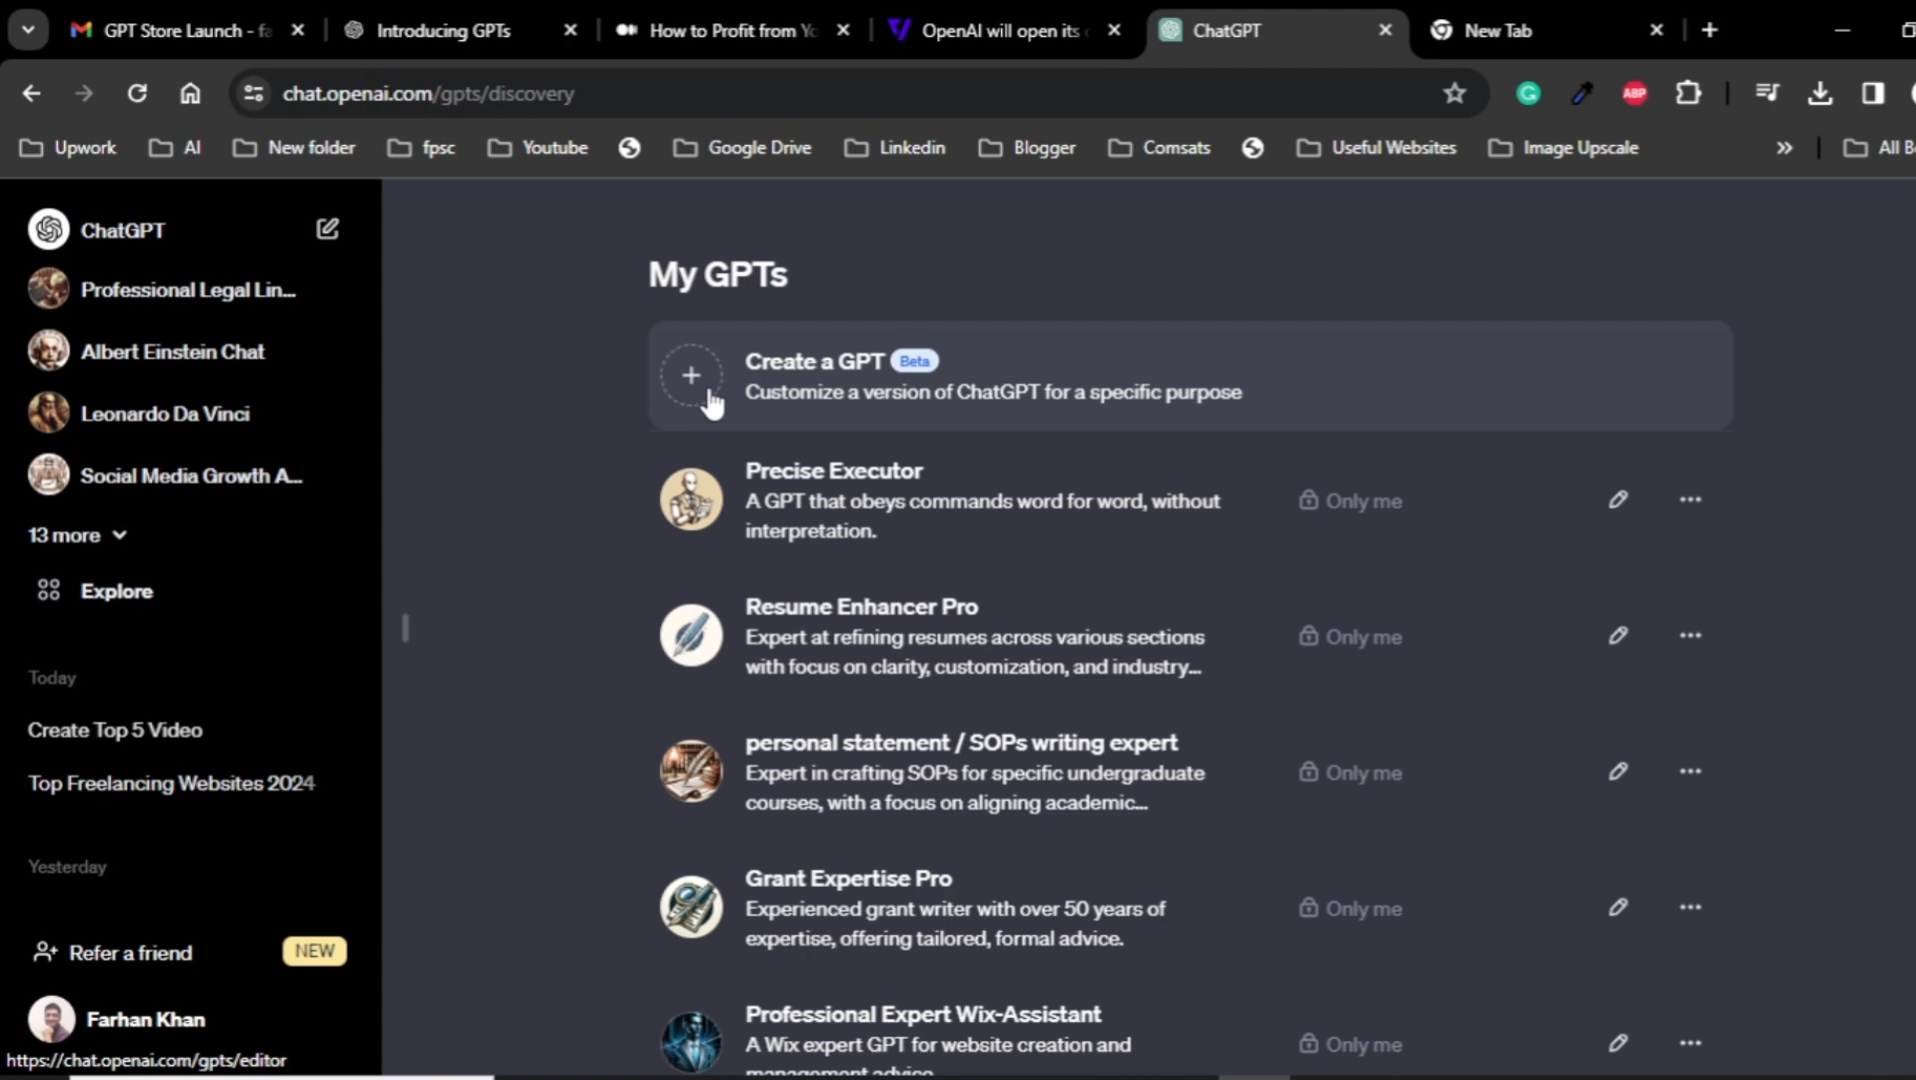 GPT Store Launch - fa
Introducing GPTs
How to Profit from Yo
OpenAI will open its
ChatGPT
New Tab
chat.openai.com/gpts/discovery
ABP
Upwork
AI
New folder
fpsc
Youtube
Google Drive
Linkedin
Blogger
Comsats
Useful Websites
Image Upscale
All B
ChatGPT
Professional Legal Lin...
Albert Einstein Chat
Leonardo Da Vinci
Social Media Growth A...
13 more
Explore
Today
Create Top 5 Video
Top Freelancing Websites 2024
Yesterday
Refer a friend
NEW
Farhan Khan
https://chat.openai.com/gpts/editor
My GPTs
Create a GPT Beta
Customize a version of ChatGPT for a specific purpose
Precise Executor
A GPT that obeys commands word for word, without
interpretation.
Only me
Resume Enhancer Pro
Expert at refining resumes across various sections
with focus on clarity, customization, and industry...
Only me
personal statement / SOPs writing expert
Expert in crafting SOPs for specific undergraduate
courses, with a focus on aligning academic...
Only me
Grant Expertise Pro
Experienced grant writer with over 50 years of
expertise, offering tailored, formal advice.
Only me
Professional Expert Wix-Assistant
A Wix expert GPT for website creation and
management advice
Only me